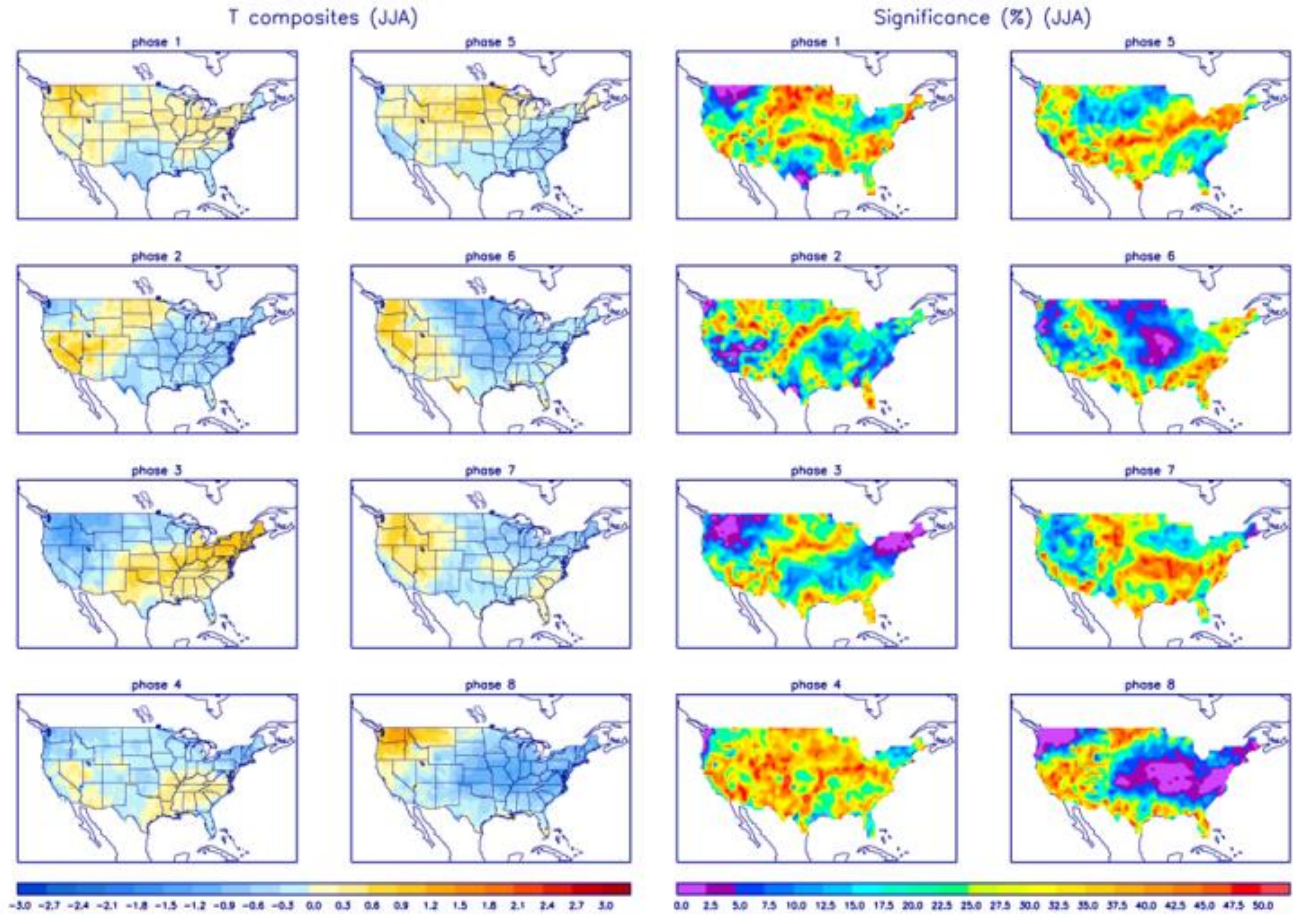 T composites (JJA)
Significance (%) (JJA)
phase 1
phase 5
phase 1
phase 5
phase 2
phase 6
phase 2
phase 6
phase 3
phase 7
phase 3
phase 7
phase 4
phase 8
phase 4
phase 8
-3.0 -2.7 -2.4 -2.1 -1.8 -1.5 -1.2 -0.9 -0.6 -0.3 0.0 0.3 0.6 0.9 1.2 1.5 1.8 2.1 2.4 2.7 3.0
0.0 2.5 5.0 7.5 10.0 12.5 15.0 17.5 20.0 22.5 25.0 27.5 30.0 32.5 35.0 37.5 40.0 42.5 45.0 47.5 50.0